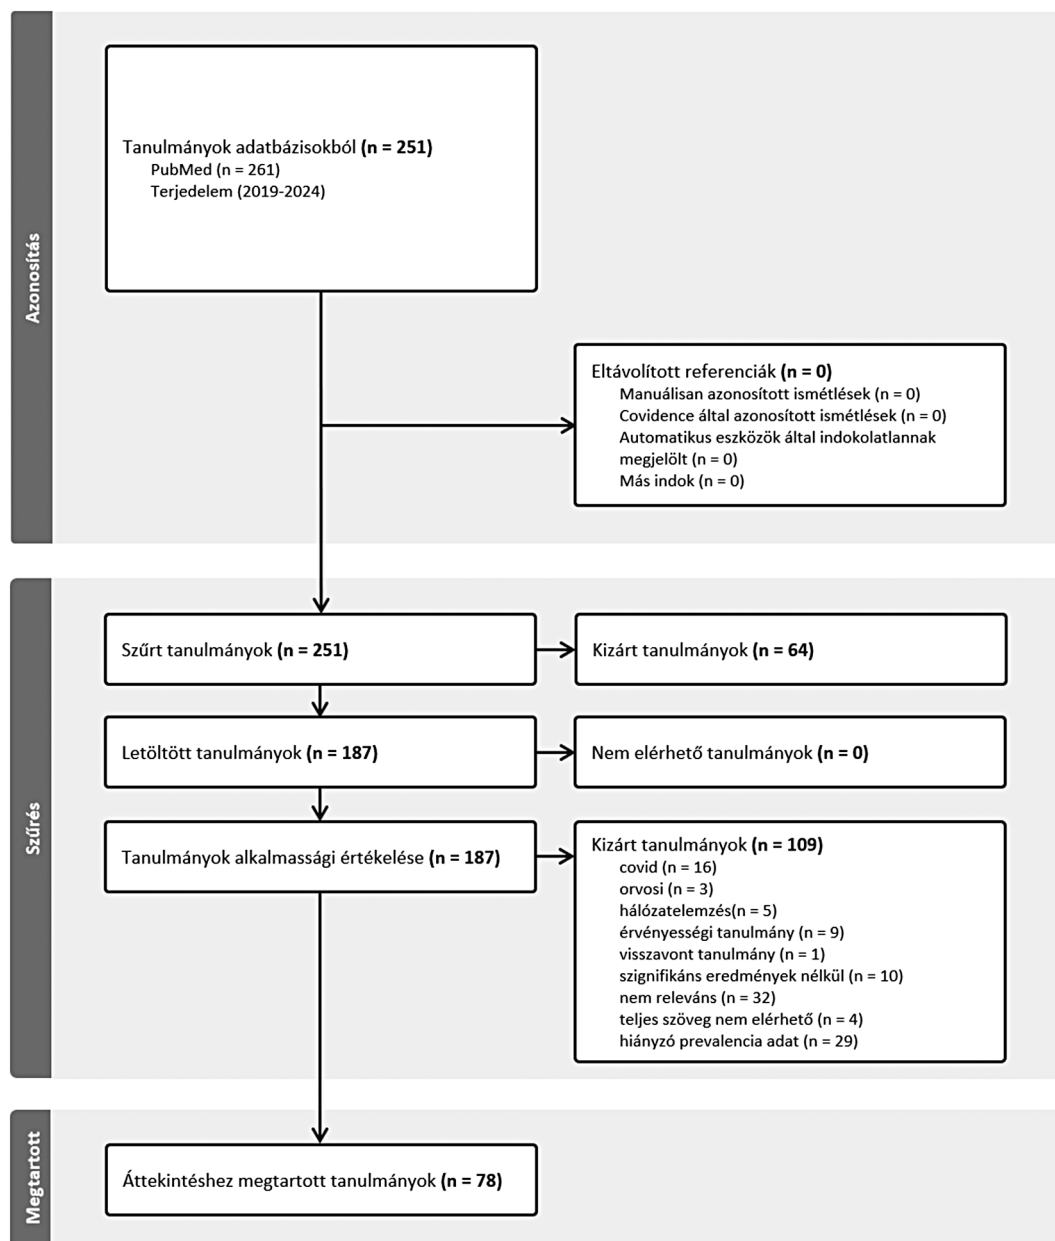 Azonosítás
Tanulmányok adatbázisokból (n = 251)
PubMed (n = 261)
Terjedelem (2019-2024)
Eltávolított referenciák (n = 0)
Manuálisan azonosított ismétlések (n = 0)
Covidence által azonosított ismétlések (n = 0)
Automatikus eszközök által indokolatlannak
megjelölt (n = 0)
Más indok (n = 0)
Szűrés
Szűrt tanulmányok (n = 251)
Kizárt tanulmányok (n = 64)
Letöltött tanulmányok (n = 187)
Nem elérhető tanulmányok (n = 0)
Tanulmányok alkalmassági értékelése (n = 187)
Kizárt tanulmányok (n = 109)
covid (n = 16)
orvosi (n = 3)
hálózatelemzés(n = 5)
érvényességi tanulmány (n = 9)
visszavont tanulmány (n = 1)
szignifikáns eredmények nélkül (n = 10)
nem releváns (n = 32)
teljes szöveg nem elérhető (n = 4)
hiányzó prevalencia adat (n = 29)
Megtartott
Áttekintéshez megtartott tanulmányok (n = 78)